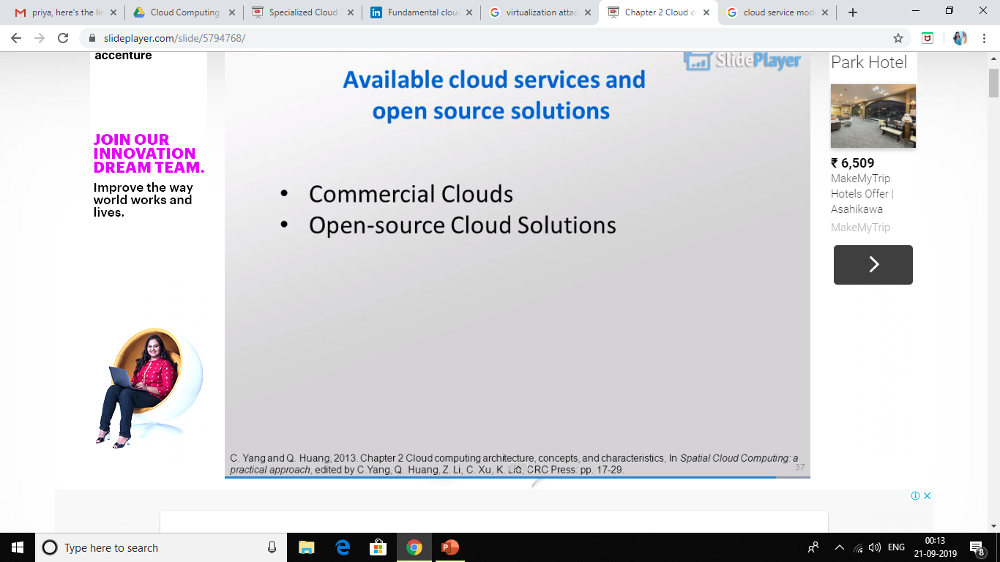 priya, here's the lin
Cloud Computing
Specialized Cloud
Fundamental clou
virtualization attac
Chapter 2 Cloud c
cloud service mod
slideplayer.com/slide/5794768/
accenture
JOIN OUR
INNOVATION
DREAM TEAM.
Improve the way
world works and
lives.
SlidePlayer
Available cloud services and
open source solutions
• Commercial Clouds
• Open-source Cloud Solutions
C. Yang and Q. Huang, 2013. Chapter 2 Cloud computing architecture, concepts, and characteristics, In Spatial Cloud Computing: a
practical approach, edited by C.Yang, Q. Huang, Z. Li, C. Xu, K. Liu, CRC Press: pp. 17-29.
37
Park Hotel
₹ 6,509
MakeMyTrip
Hotels Offer |
Asahikawa
MakeMyTrip
Type here to search
ENG
00:13
21-09-2019
8